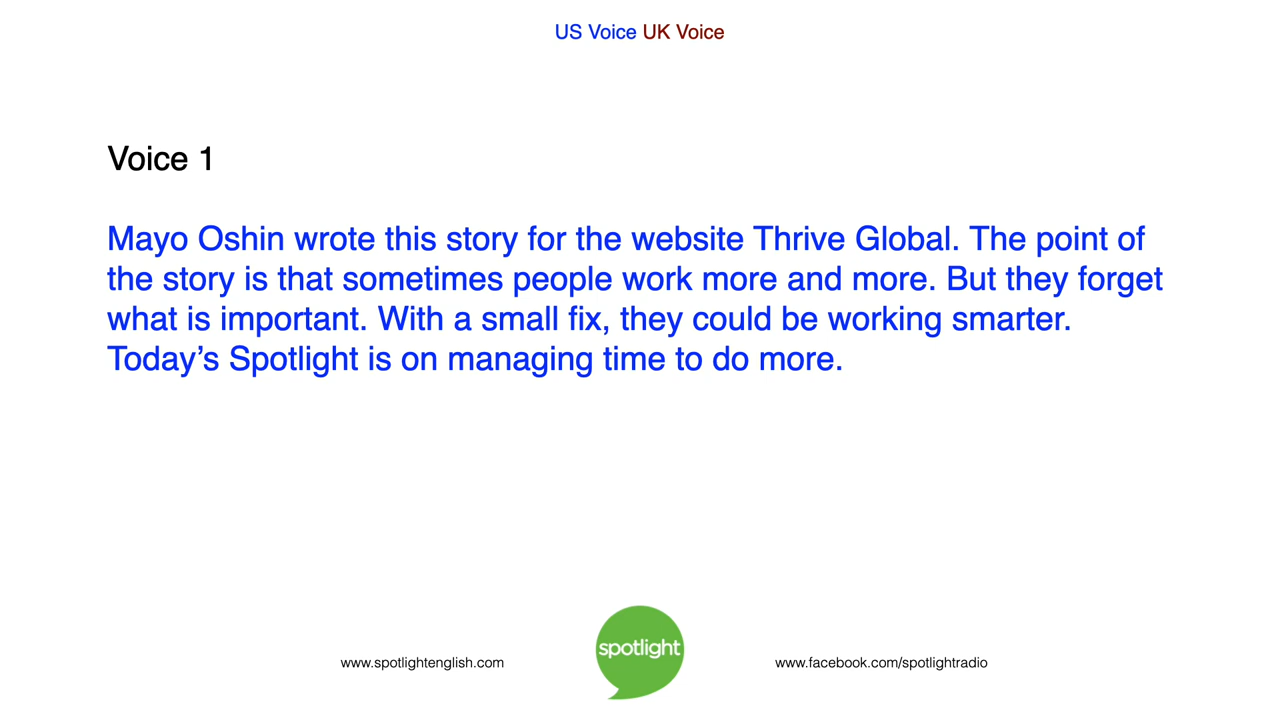 US Voice UK Voice
Voice 1
Mayo Oshin wrote this story for the website Thrive Global. The point of
the story is that sometimes people work more and more. But they forget
what is important. With a small fix, they could be working smarter.
Today’s Spotlight is on managing time to do more.
www.spotlightenglish.com
spotlight
www.facebook.com/spotlightradio